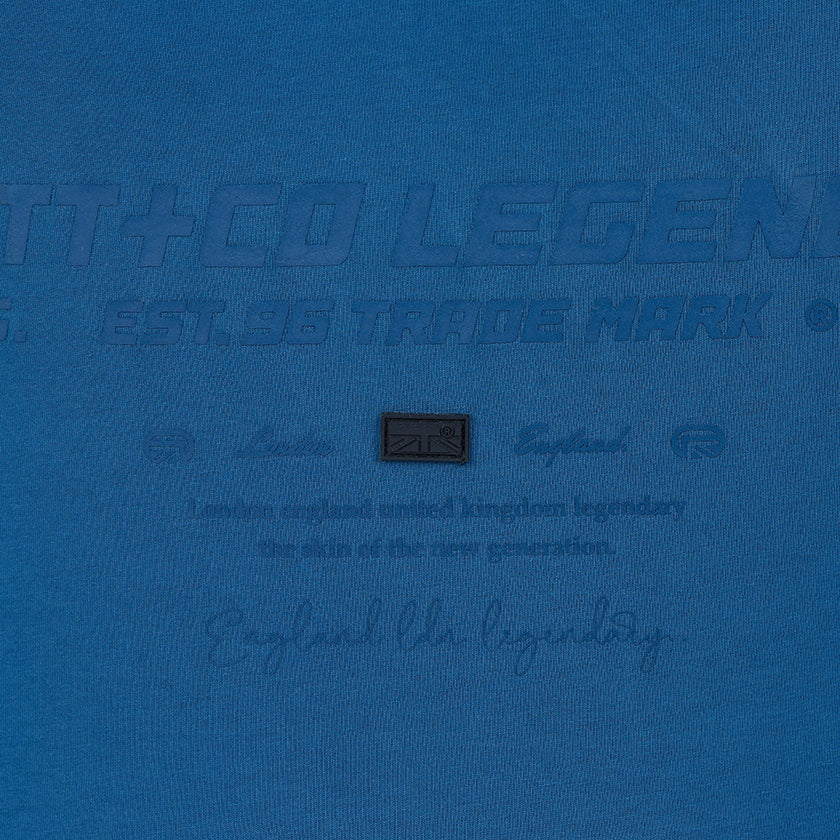 TT+CO LEGEN
S. EST. 96 TRADE MARK ®
London ® England
London england united kingdom legendary
the skin of the new generation.
England ldn legendary..